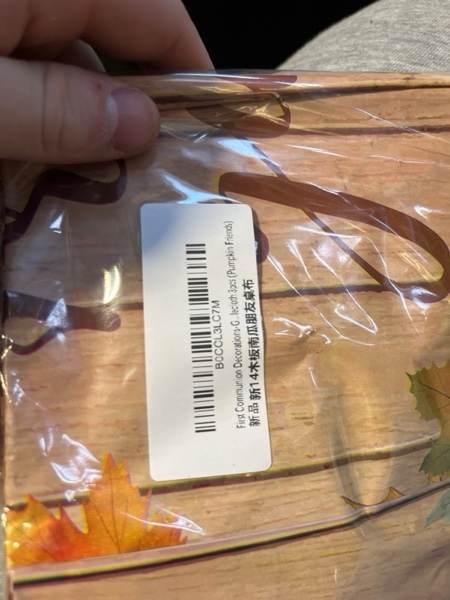 B0CCL3LC7M
First Communion Decorations-G...lecloth 3pcs (Pumpkin Friends)
新品 新14木板南瓜朋友桌布